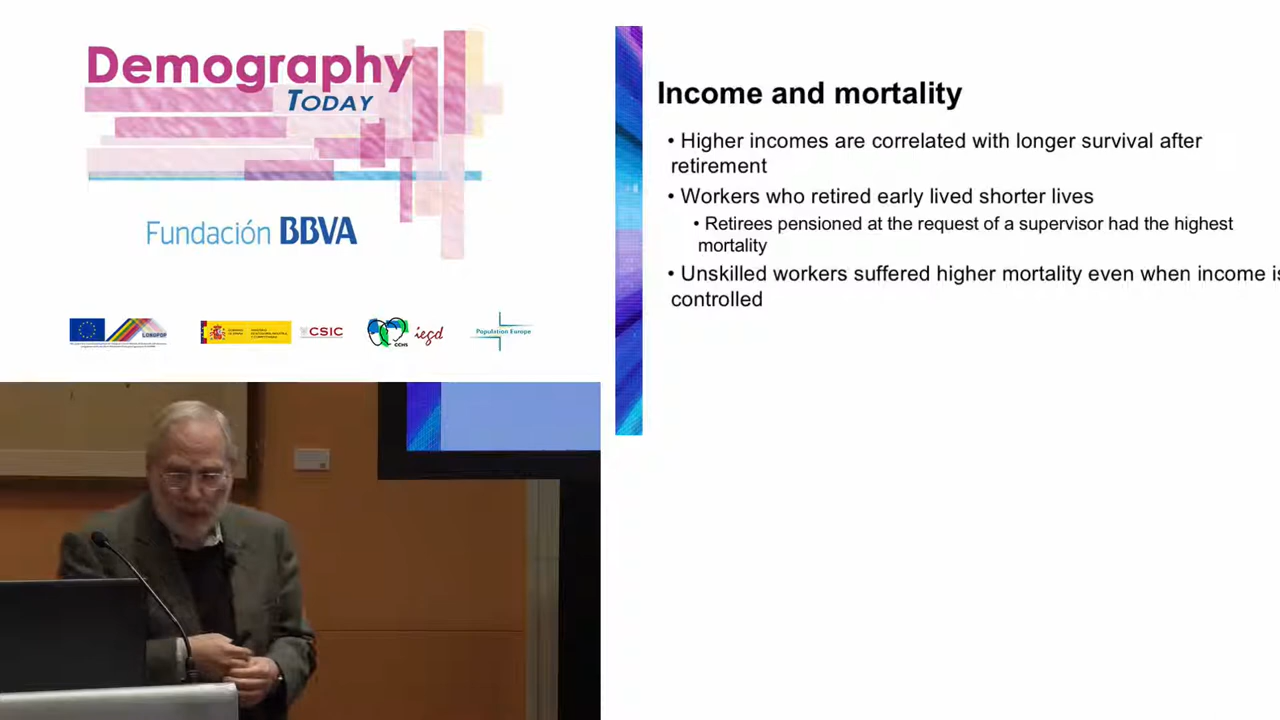 Demography
TODAY
Fundación BBVA
LONGPOP
CSIC
CCHS
iegd
Population Europe
Income and mortality
• Higher incomes are correlated with longer survival after
retirement
• Workers who retired early lived shorter lives
• Retirees pensioned at the request of a supervisor had the highest
mortality
• Unskilled workers suffered higher mortality even when income is
controlled